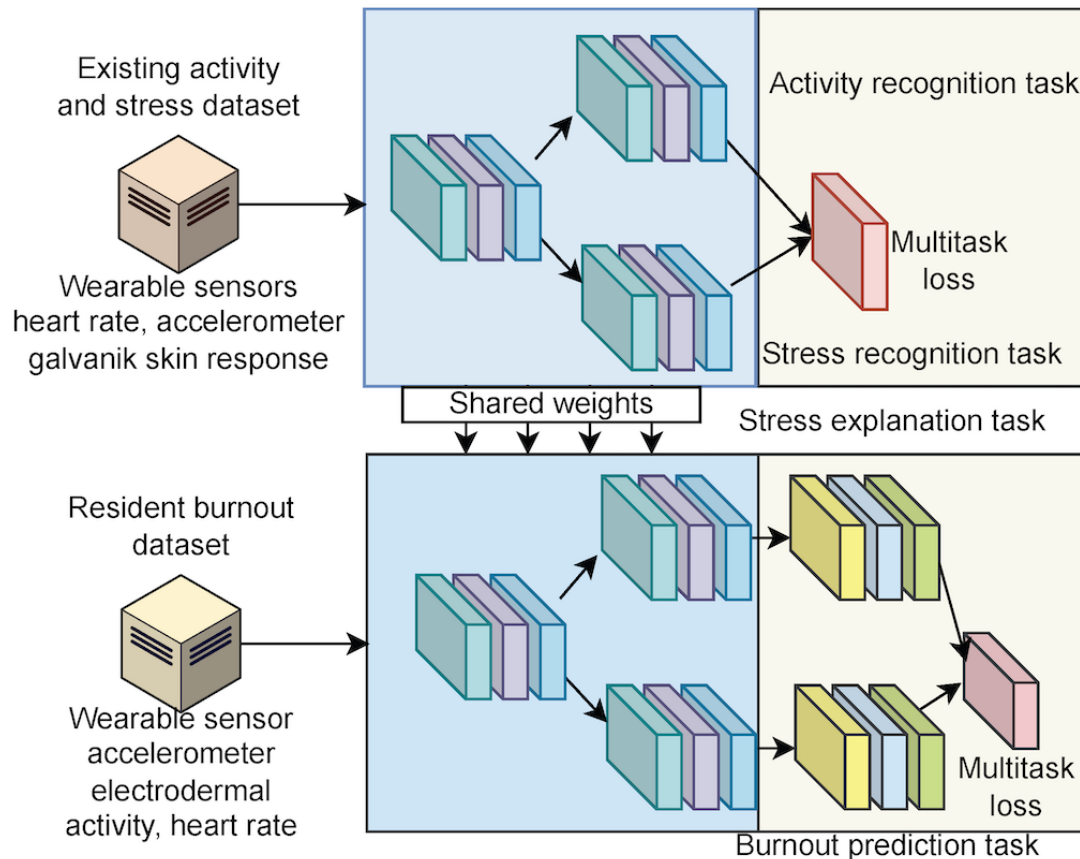 Existing activity
and stress dataset
Wearable sensors
heart rate, accelerometer
galvanik skin response
Activity recognition task
Multitask
loss
Stress recognition task
Shared weights
Stress explanation task
Resident burnout
dataset
Wearable sensor
accelerometer
electrodermal
activity, heart rate
Multitask
loss
Burnout prediction task